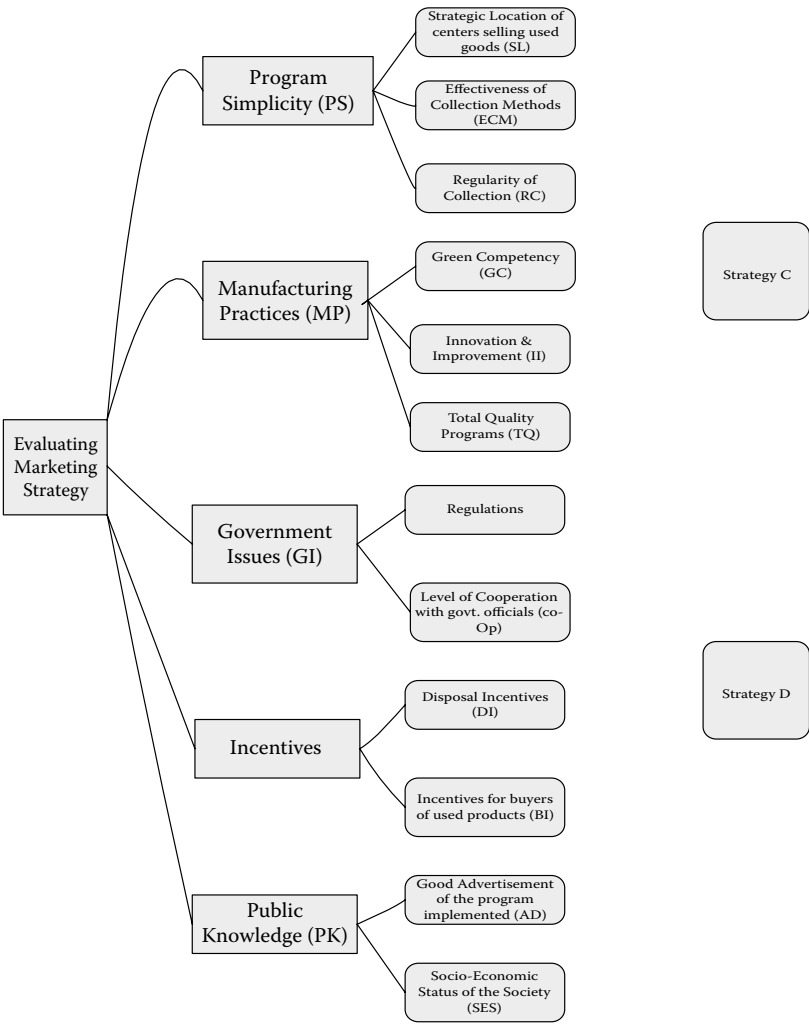 Evaluating
Marketing
Strategy
Program
Simplicity (PS)
Strategic Location of
centers selling used
goods (SL)
Effectiveness of
Collection Methods
(ECM)
Regularity of
Collection (RC)
Manufacturing
Practices (MP)
Green Competency
(GC)
Innovation &
Improvement (II)
Total Quality
Programs (TQ)
Government
Issues (GI)
Regulations
Level of Cooperation
with govt. officials (co-
Op)
Incentives
Disposal Incentives
(DI)
Incentives for buyers
of used products (BI)
Public
Knowledge (PK)
Good Advertisement
of the program
implemented (AD)
Socio-Economic
Status of the Society
(SES)
Strategy C
Strategy D